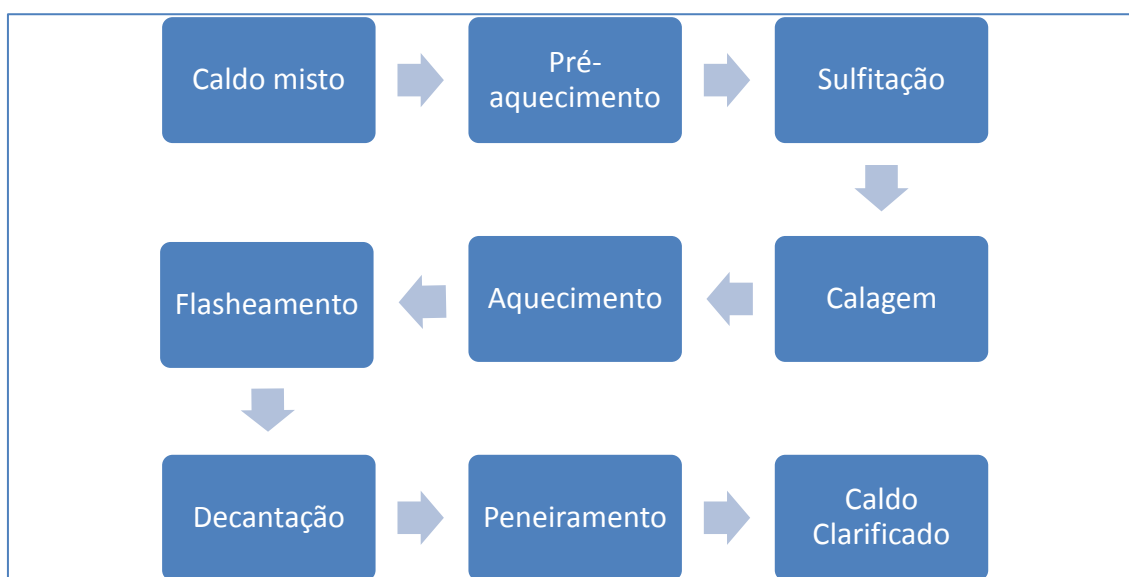 Caldo misto
Pré-
aquecimento
Sulfitação
Calagem
Aquecimento
Flasheamento
Decantação
Peneiramento
Caldo
Clarificado